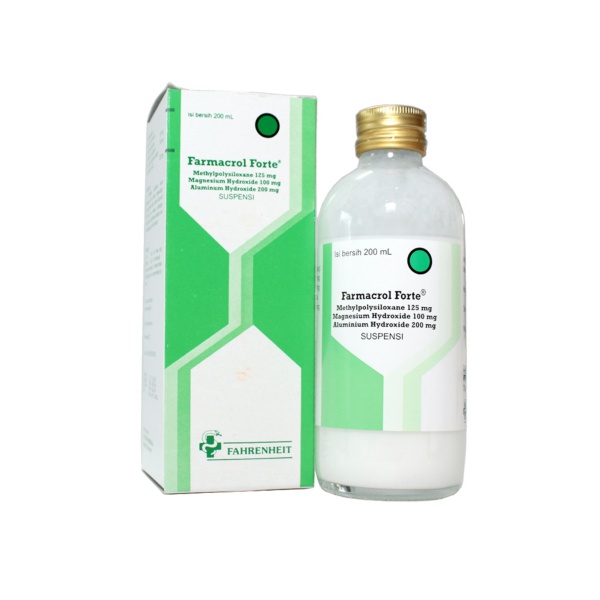 isi bersih 200 mL
Farmacrol Forte®
Methylpolysiloxane 125 mg
Magnesium Hydroxide 100 mg
Aluminum Hydroxide 200 mg
SUSPENSI
FAHRENHEIT
Isi bersih 200 mL
Farmacrol Forte®
Methylpolysiloxane 125 mg
Magnesium Hydroxide 100 mg
Aluminium Hydroxide 200 mg
SUSPENSI